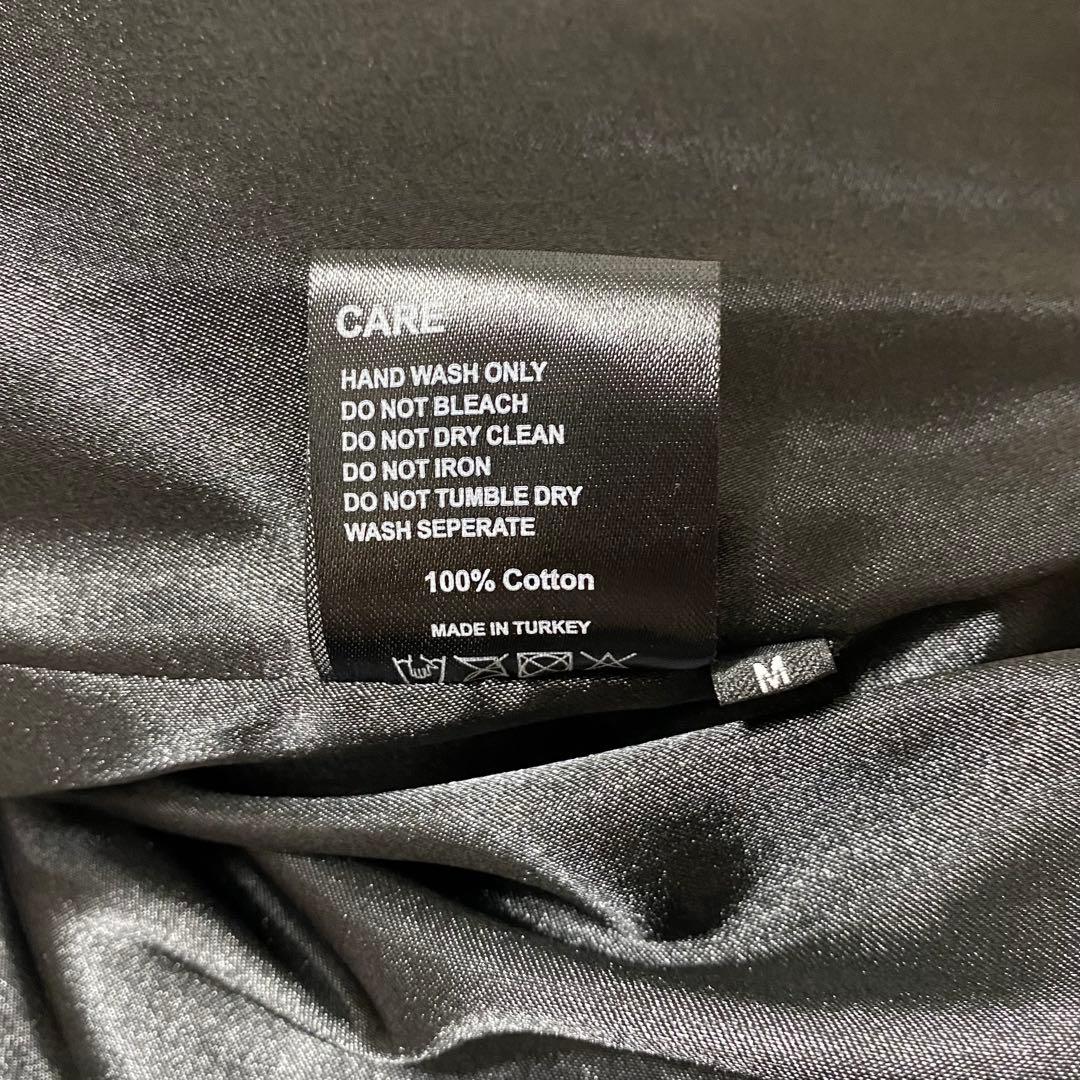 CARE
HAND WASH ONLY
DO NOT BLEACH
DO NOT DRY CLEAN
DO NOT IRON
DO NOT TUMBLE DRY
WASH SEPERATE
100% Cotton
MADE IN TURKEY
M